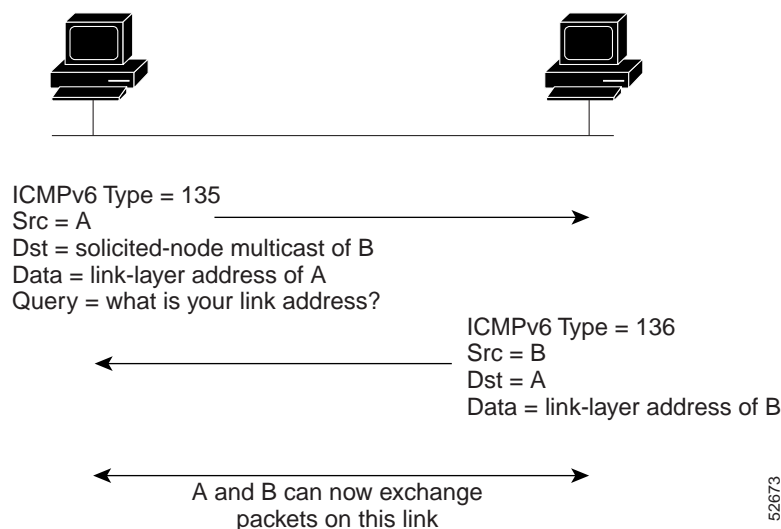 ICMPv6 Type = 135
Src = A
Dst = solicited-node multicast of B
Data = link-layer address of A
Query = what is your link address?
ICMPv6 Type = 136
Src = B
Dst = A
Data = link-layer address of B
A and B can now exchange
packets on this link
52673